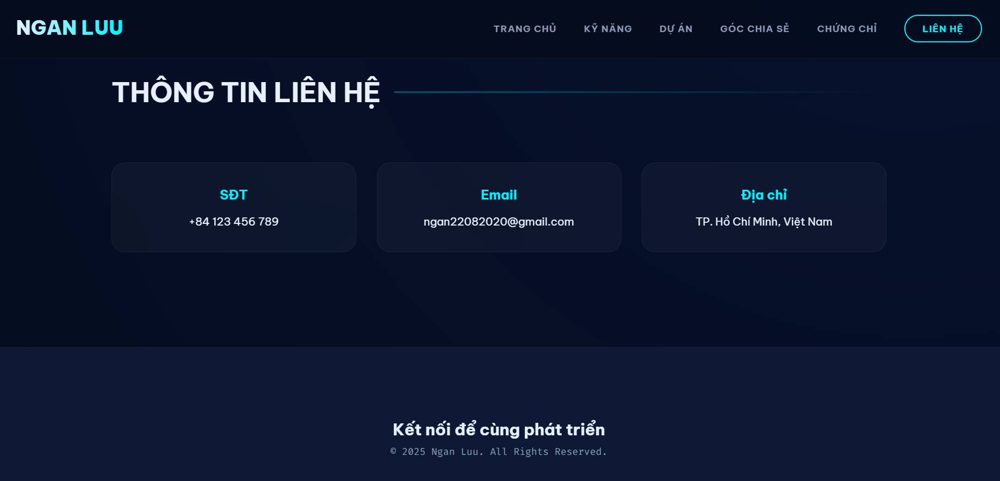 NGAN LUU
TRANG CHỦ
KỸ NĂNG
DỰ ÁN
GÓC CHIA SẺ
CHỨNG CHỈ
LIÊN HỆ
THÔNG TIN LIÊN HỆ
SĐT
+84 123 456 789
Email
ngan22082020@gmail.com
Địa chỉ
TP. Hồ Chí Minh, Việt Nam
Kết nối để cùng phát triển
© 2025 Ngan Luu. All Rights Reserved.